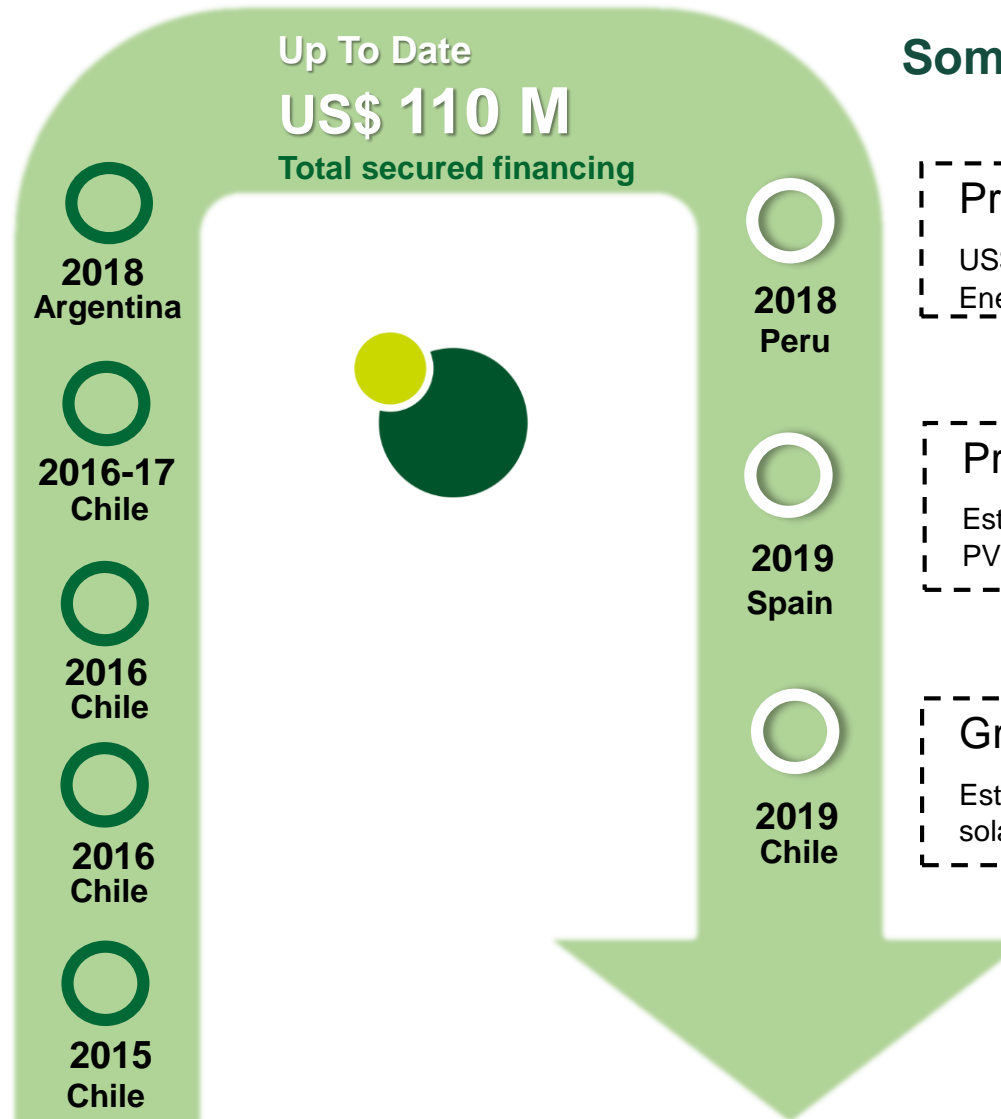 Up To Date
US$ 110 M
Total secured financing
2018
Argentina
2016-17
Chile
2016
Chile
2016
Chile
2015
Chile
2018
Peru
2019
Spain
2019
Chile
PV